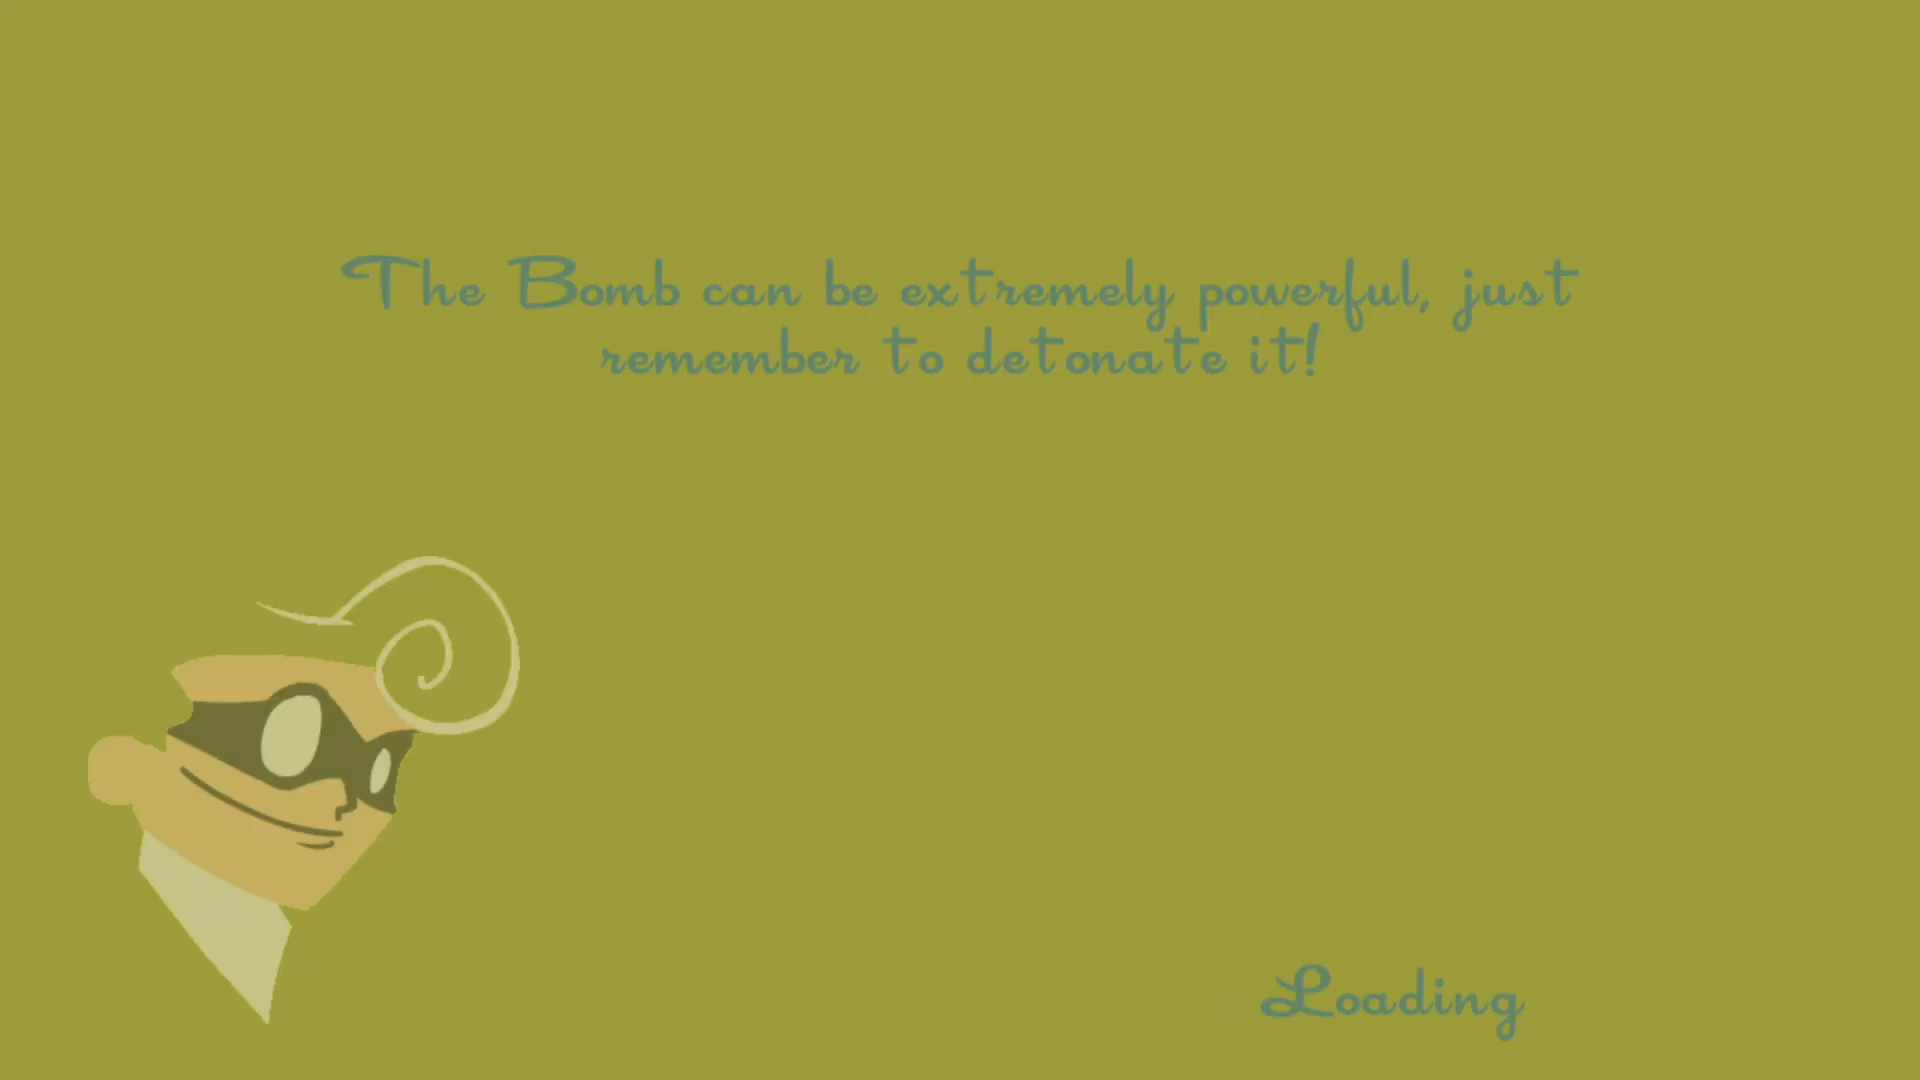 The Bomb can be extremely powerful, just
remember to detonate it!
Loading